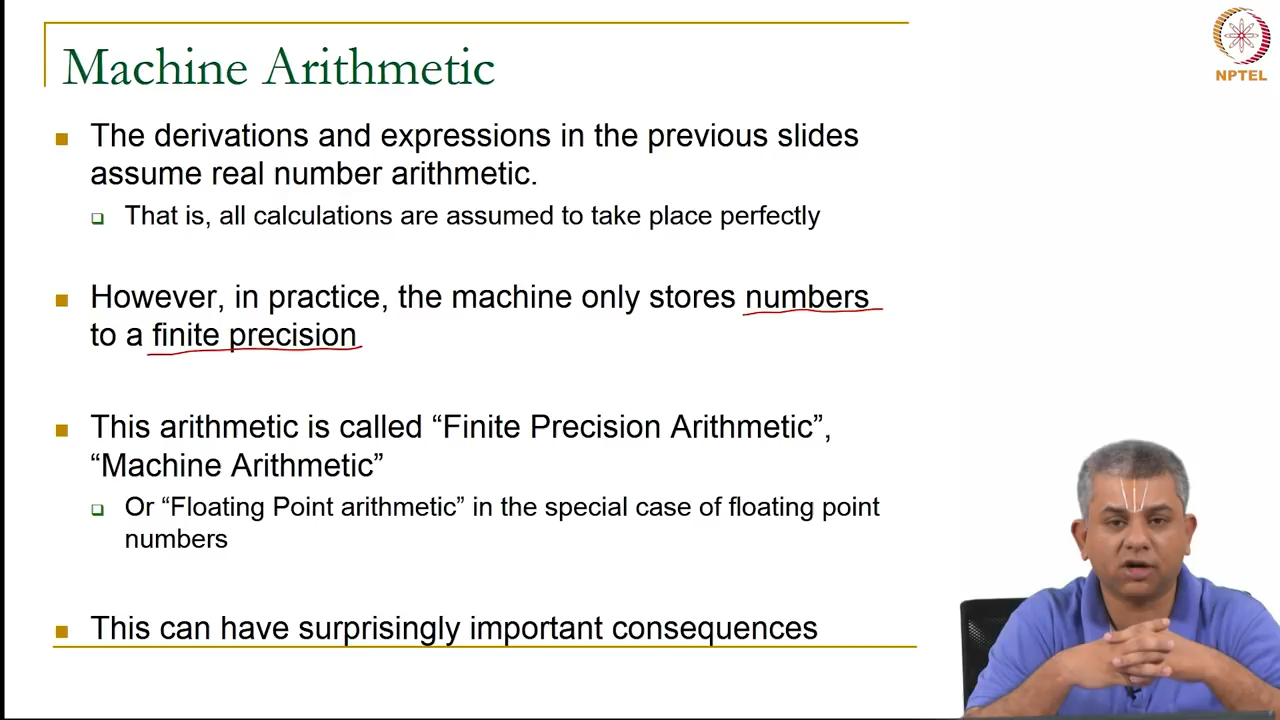 Machine Arithmetic
NPTEL
The derivations and expressions in the previous slides
assume real number arithmetic.
That is, all calculations are assumed to take place perfectly
However, in practice, the machine only stores numbers
to a finite precision
This arithmetic is called “Finite Precision Arithmetic”,
“Machine Arithmetic”
Or “Floating Point arithmetic” in the special case of floating point
numbers
This can have surprisingly important consequences